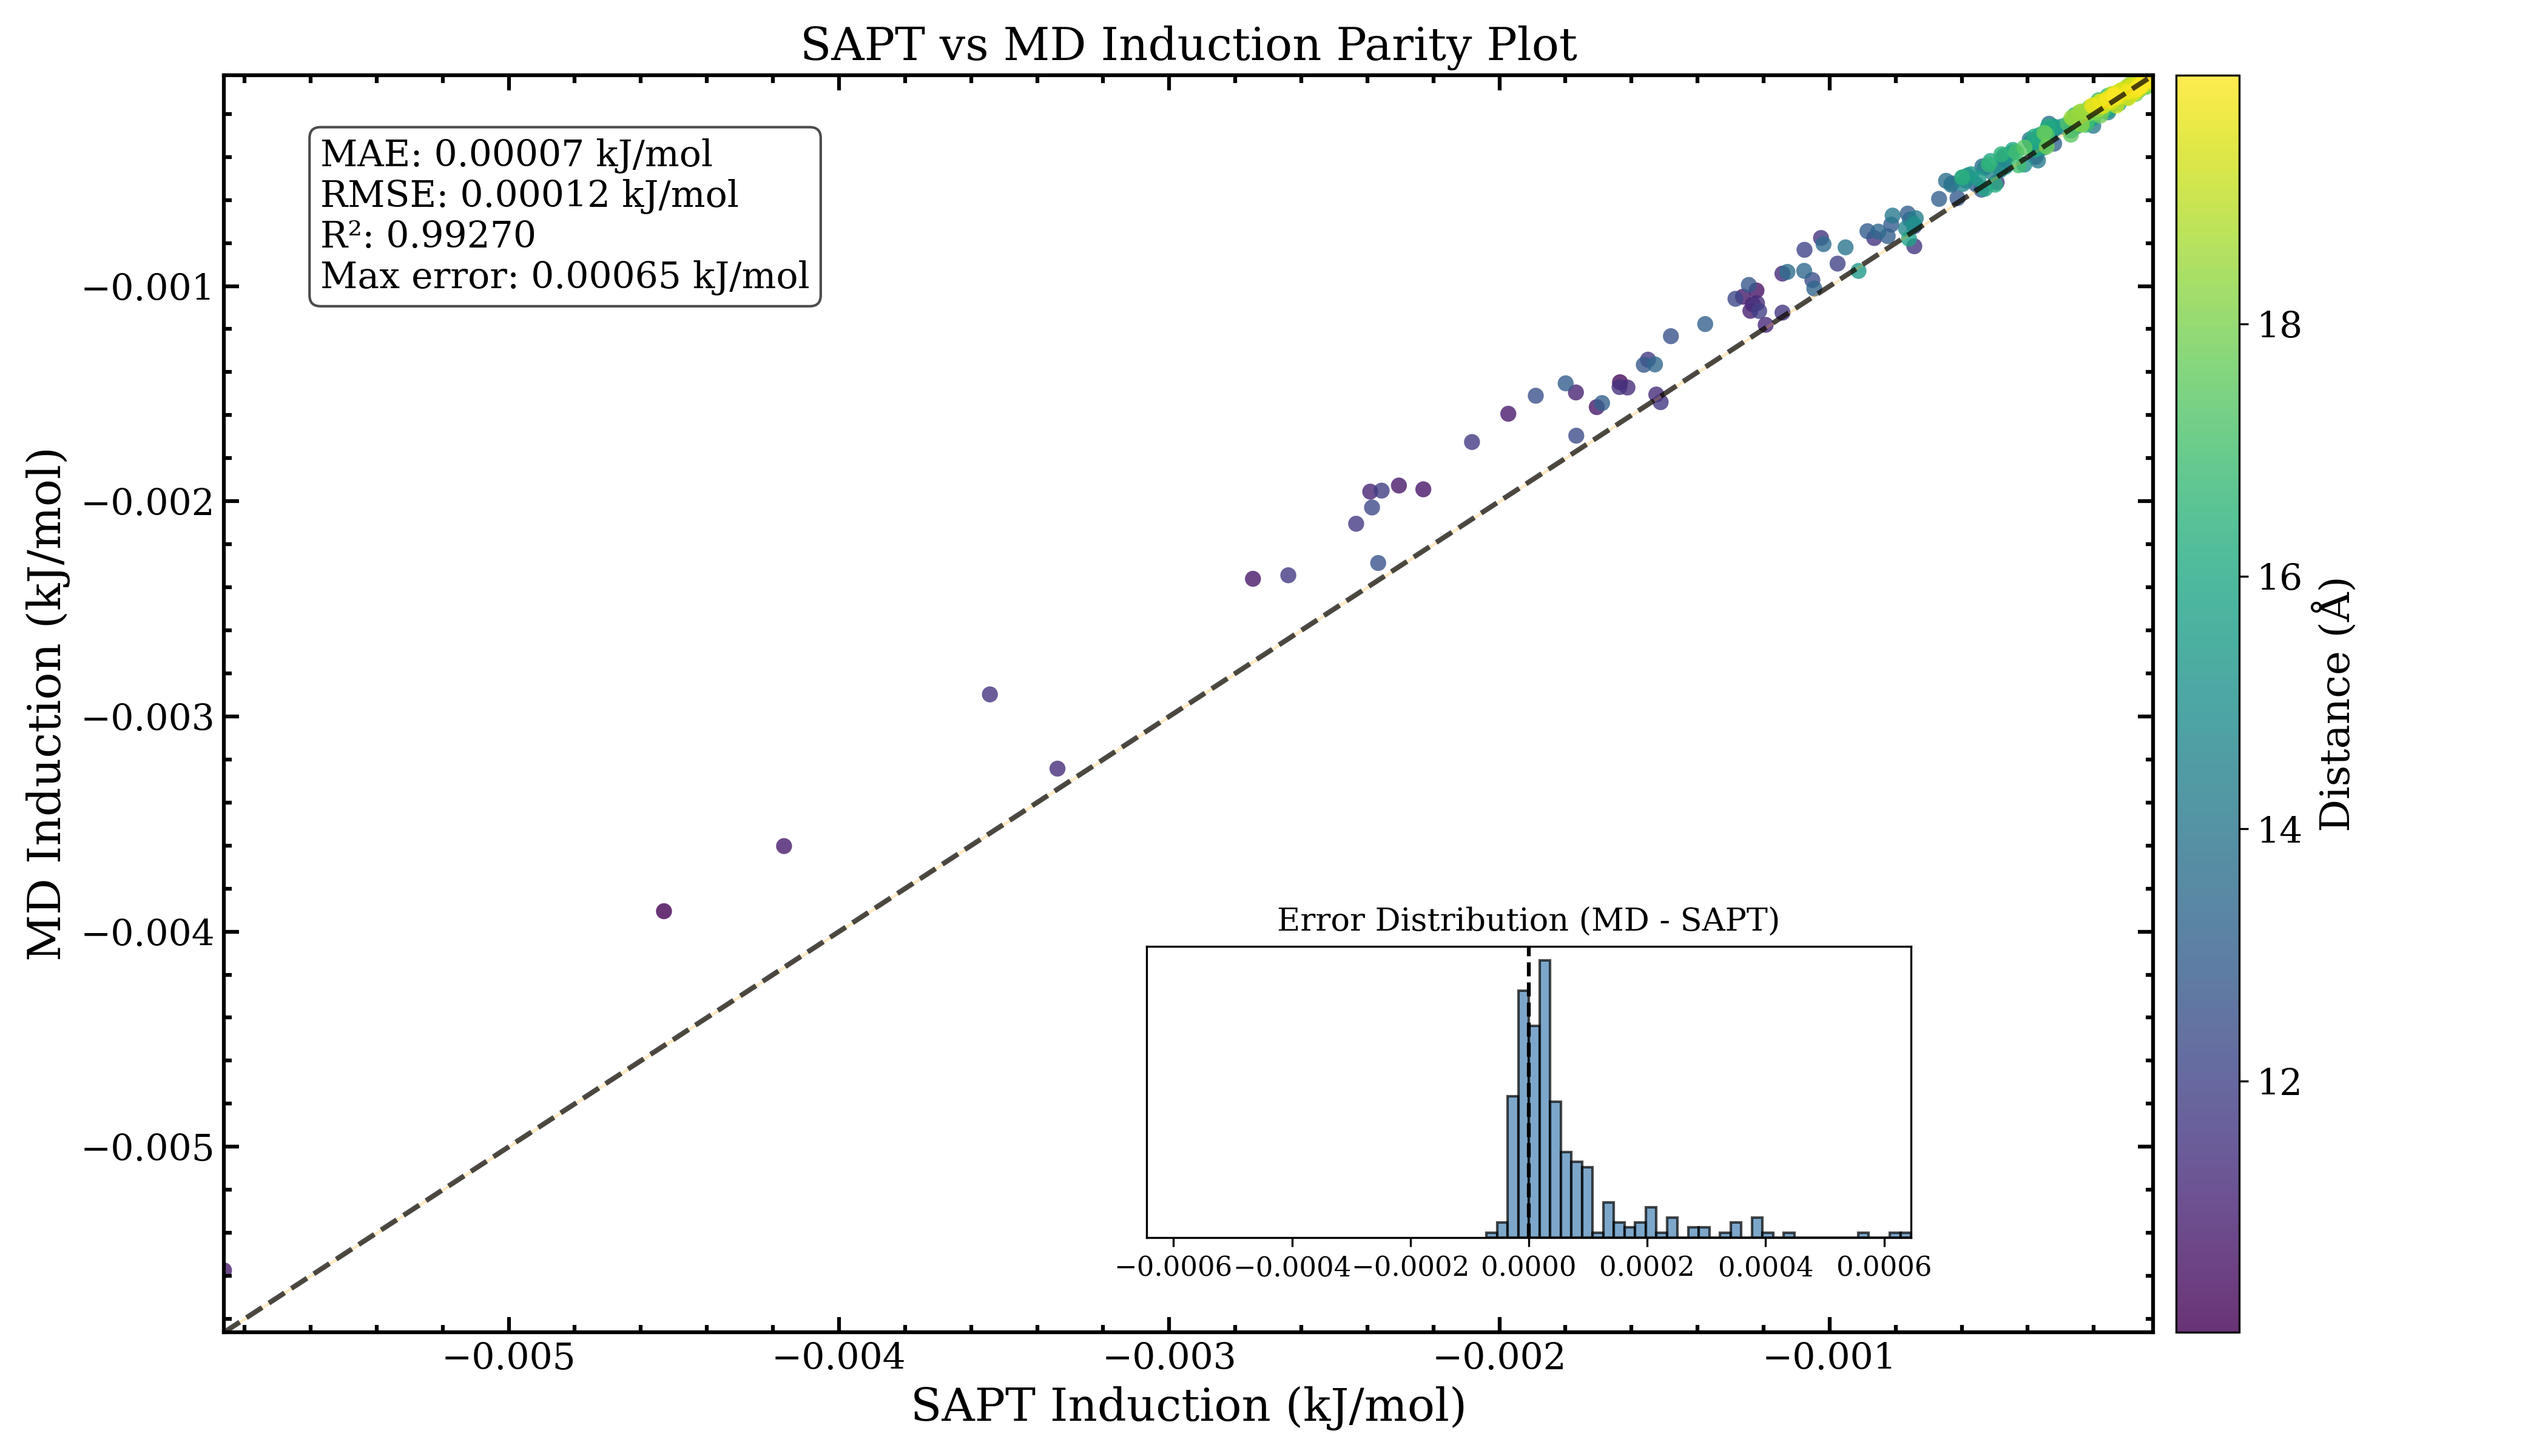 SAPT vs MD Induction Parity Plot
MAE: 0.00007 kJ/mol
RMSE: 0.00012 kJ/mol
R²: 0.99270
Max error: 0.00065 kJ/mol
MD Induction (kJ/mol)
−0.001
−0.002
−0.003
−0.004
−0.005
Error Distribution (MD - SAPT)
−0.0006 −0.0004 −0.0002 0.0000 0.0002 0.0004 0.0006
−0.005 −0.004 −0.003 −0.002 −0.001
SAPT Induction (kJ/mol)
18
16
14
12
Distance (Å)